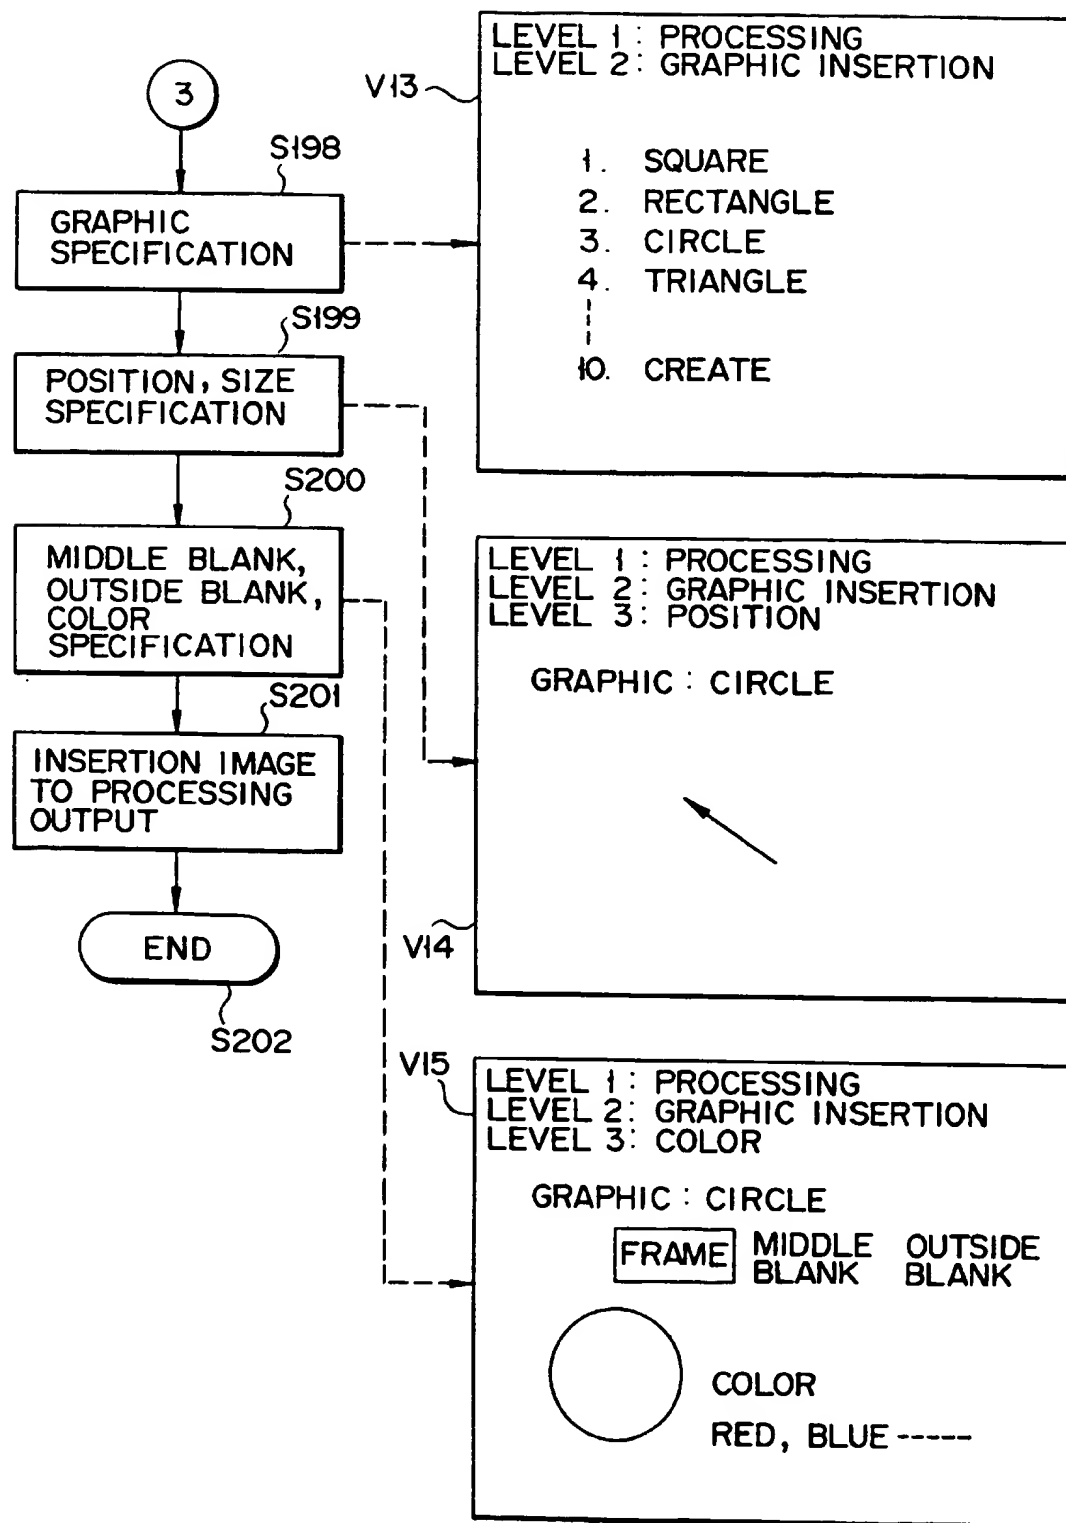 3
S198
GRAPHIC
SPECIFICATION
S199
POSITION, SIZE
SPECIFICATION
S200
MIDDLE BLANK,
OUTSIDE BLANK,
COLOR
SPECIFICATION
S201
INSERTION IMAGE
TO PROCESSING
OUTPUT
END
S202
V13
LEVEL 1 : PROCESSING
LEVEL 2 : GRAPHIC INSERTION
1. SQUARE
2. RECTANGLE
3. CIRCLE
4. TRIANGLE
10. CREATE
V14
LEVEL 1 : PROCESSING
LEVEL 2 : GRAPHIC INSERTION
LEVEL 3 : POSITION
GRAPHIC : CIRCLE
V15
LEVEL 1 : PROCESSING
LEVEL 2 : GRAPHIC INSERTION
LEVEL 3 : COLOR
GRAPHIC : CIRCLE
FRAME
MIDDLE
BLANK
OUTSIDE
BLANK
COLOR
RED, BLUE -----